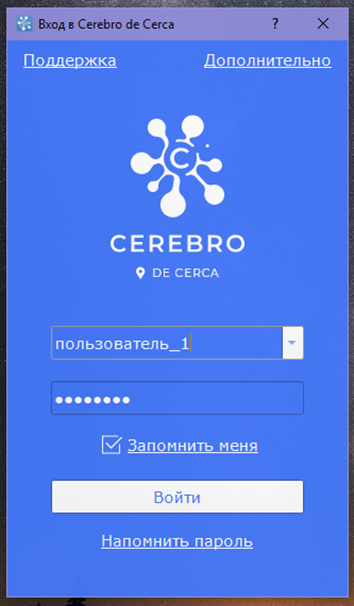 Вход в Cerebro de Cerca
Поддержка Дополнительно
C
CEREBRO
DE CERCA
пользователь_1
Запомнить меня
Войти
Напомнить пароль